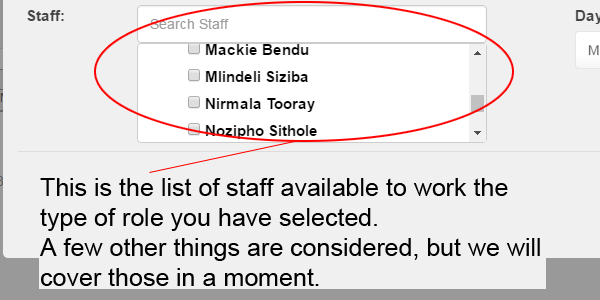 Staff:
Search Staff
Day
M
Mackie Bendu
Mlindeli Siziba
Nirmala Tooray
Nozipho Sithole
This is the list of staff available to work the
type of role you have selected.
A few other things are considered, but we will
cover those in a moment.